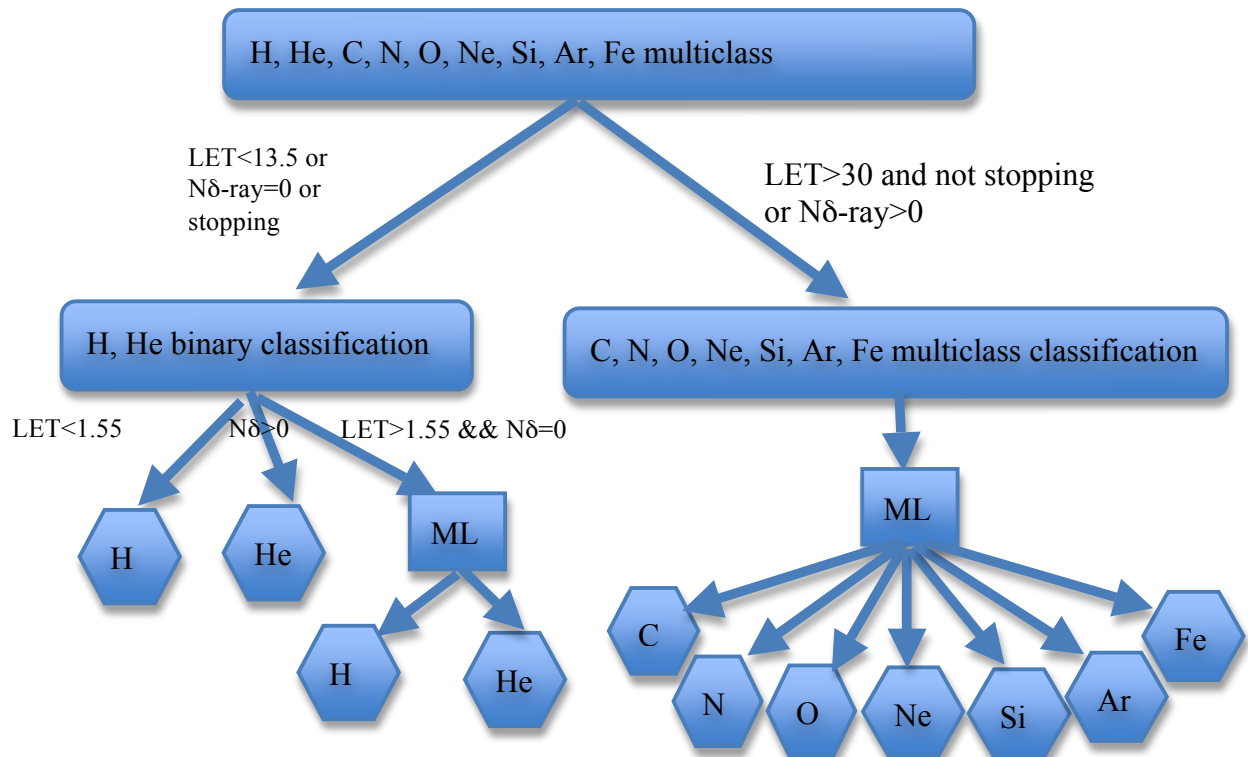 H, He, C, N, O, Ne, Si, Ar, Fe multiclass
LET<13.5 or
Nδ-ray=0 or
stopping
LET>30 and not stopping
or Nδ-ray>0
H, He binary classification
C, N, O, Ne, Si, Ar, Fe multiclass classification
LET<1.55
Nδ>0
LET>1.55 && Nδ=0
H
He
ML
ML
H
He
C
N
O
Ne
Si
Ar
Fe